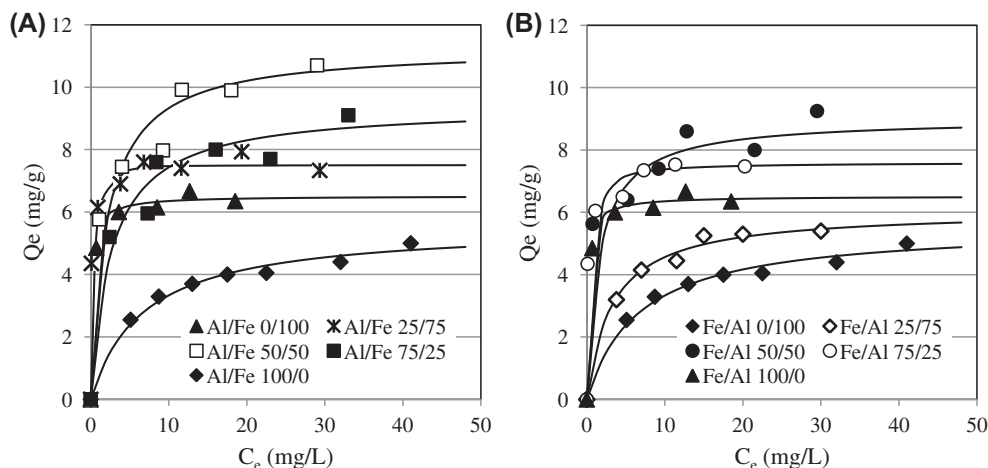 (A)
Qe (mg/g)
12
10
8
6
4
2
0
0 10 20 30 40 50
Ce (mg/L)
Al/Fe 0/100 Al/Fe 25/75
Al/Fe 50/50 Al/Fe 75/25
Al/Fe 100/0
(B)
Qe (mg/g)
12
10
8
6
4
2
0
0 10 20 30 40 50
Ce (mg/L)
Fe/Al 0/100 Fe/Al 25/75
Fe/Al 50/50 Fe/Al 75/25
Fe/Al 100/0